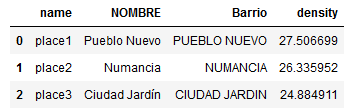 name NOMBRE Barrio density
0 place1 Pueblo Nuevo PUEBLO NUEVO 27.506699
1 place2 Numancia NUMANCIA 26.335952
2 place3 Ciudad Jardín CIUDAD JARDIN 24.884911